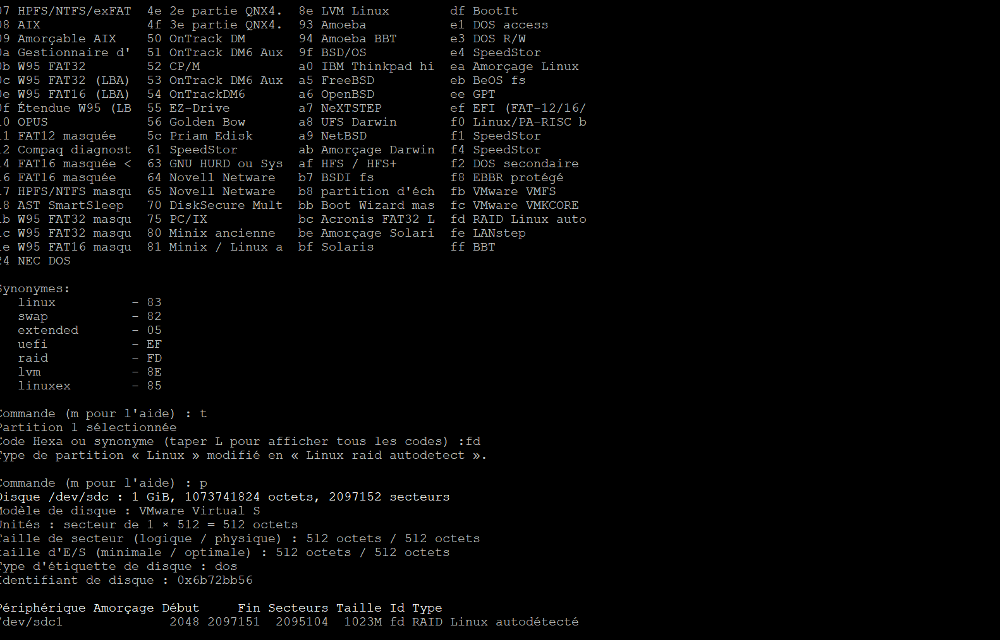 07 HPFS/NTFS/exFAT  4e 2e partie QNX4.  8e LVM Linux        df BootIt
08 AIX              4f 3e partie QNX4.  93 Amoeba           e1 DOS access
09 Amorçable AIX    50 OnTrack DM       94 Amoeba BBT       e3 DOS R/W
0a Gestionnaire d'  51 OnTrack DM6 Aux  9f BSD/OS           e4 SpeedStor
0b W95 FAT32        52 CP/M             a0 IBM Thinkpad hi  ea Amorçage Linux
0c W95 FAT32 (LBA)  53 OnTrack DM6 Aux  a5 FreeBSD          eb BeOS fs
0e W95 FAT16 (LBA)  54 OnTrackDM6       a6 OpenBSD          ee GPT
0f Étendue W95 (LB  55 EZ-Drive         a7 NeXTSTEP         ef EFI (FAT-12/16/
10 OPUS             56 Golden Bow       a8 UFS Darwin       f0 Linux/PA-RISC b
11 FAT12 masquée    5c Priam Edisk      a9 NetBSD           f1 SpeedStor
12 Compaq diagnost  61 SpeedStor        ab Amorçage Darwin  f4 SpeedStor
14 FAT16 masquée <  63 GNU HURD ou Sys  af HFS / HFS+       f2 DOS secondaire
16 FAT16 masquée    64 Novell Netware   b7 BSDI fs          f8 EBBR protégé
17 HPFS/NTFS masqu  65 Novell Netware   b8 partition d'éch  fb VMware VMFS
18 AST SmartSleep   70 DiskSecure Mult  bb Boot Wizard mas  fc VMware VMKCORE
1b W95 FAT32 masqu  75 PC/IX            bc Acronis FAT32 L  fd RAID Linux auto
1c W95 FAT32 masqu  80 Minix ancienne   be Amorçage Solari  fe LANstep
1e W95 FAT16 masqu  81 Minix / Linux a  bf Solaris          ff BBT
24 NEC DOS
Synonymes:
linux          - 83
swap           - 82
extended       - 05
uefi           - EF
raid           - FD
lvm            - 8E
linuxex        - 85
Commande (m pour l'aide) : t
Partition 1 sélectionnée
Code Hexa ou synonyme (taper L pour afficher tous les codes) :fd
Type de partition « Linux » modifié en « Linux raid autodetect ».
Commande (m pour l'aide) : p
Disque /dev/sdc : 1 GiB, 1073741824 octets, 2097152 secteurs
Modèle de disque : VMware Virtual S
Unités : secteur de 1 × 512 = 512 octets
Taille de secteur (logique / physique) : 512 octets / 512 octets
taille d'E/S (minimale / optimale) : 512 octets / 512 octets
Type d'étiquette de disque : dos
Identifiant de disque : 0x6b72bb56
Périphérique Amorçage Début     Fin Secteurs Taille Id Type
/dev/sdc1              2048 2097151  2095104  1023M fd RAID Linux autodétecté